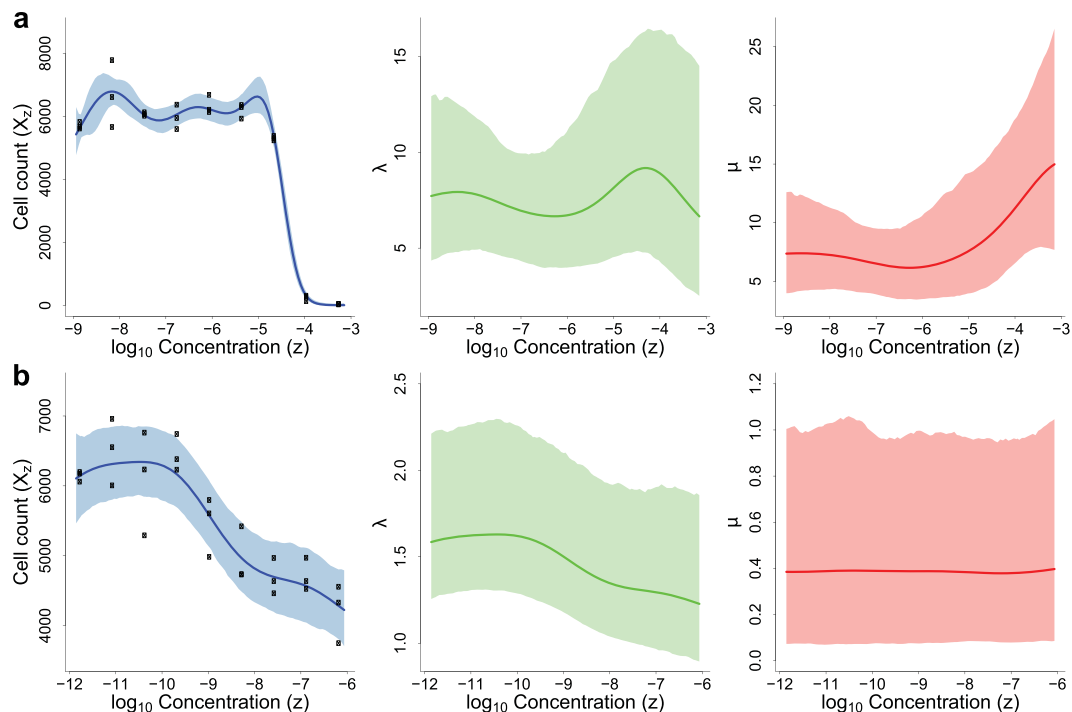 a
Cell count (X_z)
0 2000 4000 6000 8000
−9 −8 −7 −6 −5 −4 −3
log₁₀ Concentration (z)
λ
5 10 15
−9 −8 −7 −6 −5 −4 −3
log₁₀ Concentration (z)
μ
5 10 15 20 25
−9 −8 −7 −6 −5 −4 −3
log₁₀ Concentration (z)
b
Cell count (X_z)
4000 5000 6000 7000
−12 −11 −10 −9 −8 −7 −6
log₁₀ Concentration (z)
λ
1.0 1.5 2.0 2.5
−12 −11 −10 −9 −8 −7 −6
log₁₀ Concentration (z)
μ
0.0 0.2 0.4 0.6 0.8 1.0 1.2
−12 −11 −10 −9 −8 −7 −6
log₁₀ Concentration (z)